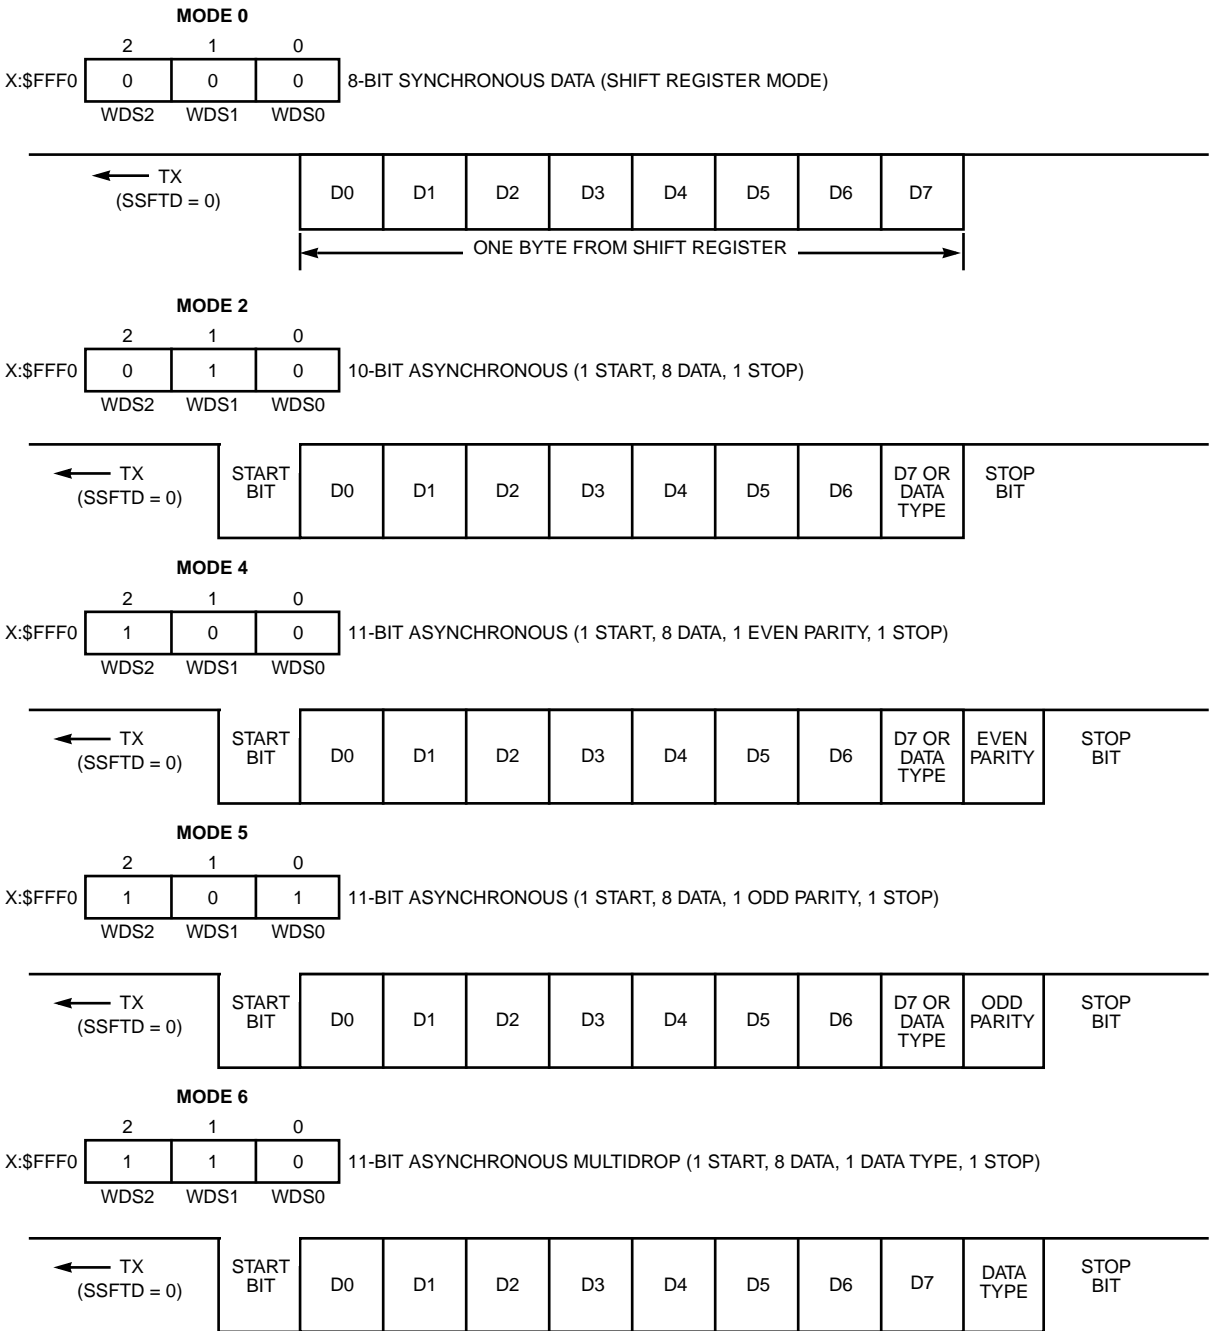 MODE 0
2 1 0
X:$FFF0 0 0 0 8-BIT SYNCHRONOUS DATA (SHIFT REGISTER MODE)
WDS2 WDS1 WDS0
TX
(SSFTD = 0)
D0 D1 D2 D3 D4 D5 D6 D7
ONE BYTE FROM SHIFT REGISTER
MODE 2
2 1 0
X:$FFF0 0 1 0 10-BIT ASYNCHRONOUS (1 START, 8 DATA, 1 STOP)
WDS2 WDS1 WDS0
TX
(SSFTD = 0)
START
BIT
D0 D1 D2 D3 D4 D5 D6
D7 OR
DATA
TYPE
STOP
BIT
MODE 4
2 1 0
X:$FFF0 1 0 0 11-BIT ASYNCHRONOUS (1 START, 8 DATA, 1 EVEN PARITY, 1 STOP)
WDS2 WDS1 WDS0
TX
(SSFTD = 0)
START
BIT
D0 D1 D2 D3 D4 D5 D6
D7 OR
DATA
TYPE
EVEN
PARITY
STOP
BIT
MODE 5
2 1 0
X:$FFF0 1 0 1 11-BIT ASYNCHRONOUS (1 START, 8 DATA, 1 ODD PARITY, 1 STOP)
WDS2 WDS1 WDS0
TX
(SSFTD = 0)
START
BIT
D0 D1 D2 D3 D4 D5 D6
D7 OR
DATA
TYPE
ODD
PARITY
STOP
BIT
MODE 6
2 1 0
X:$FFF0 1 1 0 11-BIT ASYNCHRONOUS MULTIDROP (1 START, 8 DATA, 1 DATA TYPE, 1 STOP)
WDS2 WDS1 WDS0
TX
(SSFTD = 0)
START
BIT
D0 D1 D2 D3 D4 D5 D6 D7
DATA
TYPE
STOP
BIT